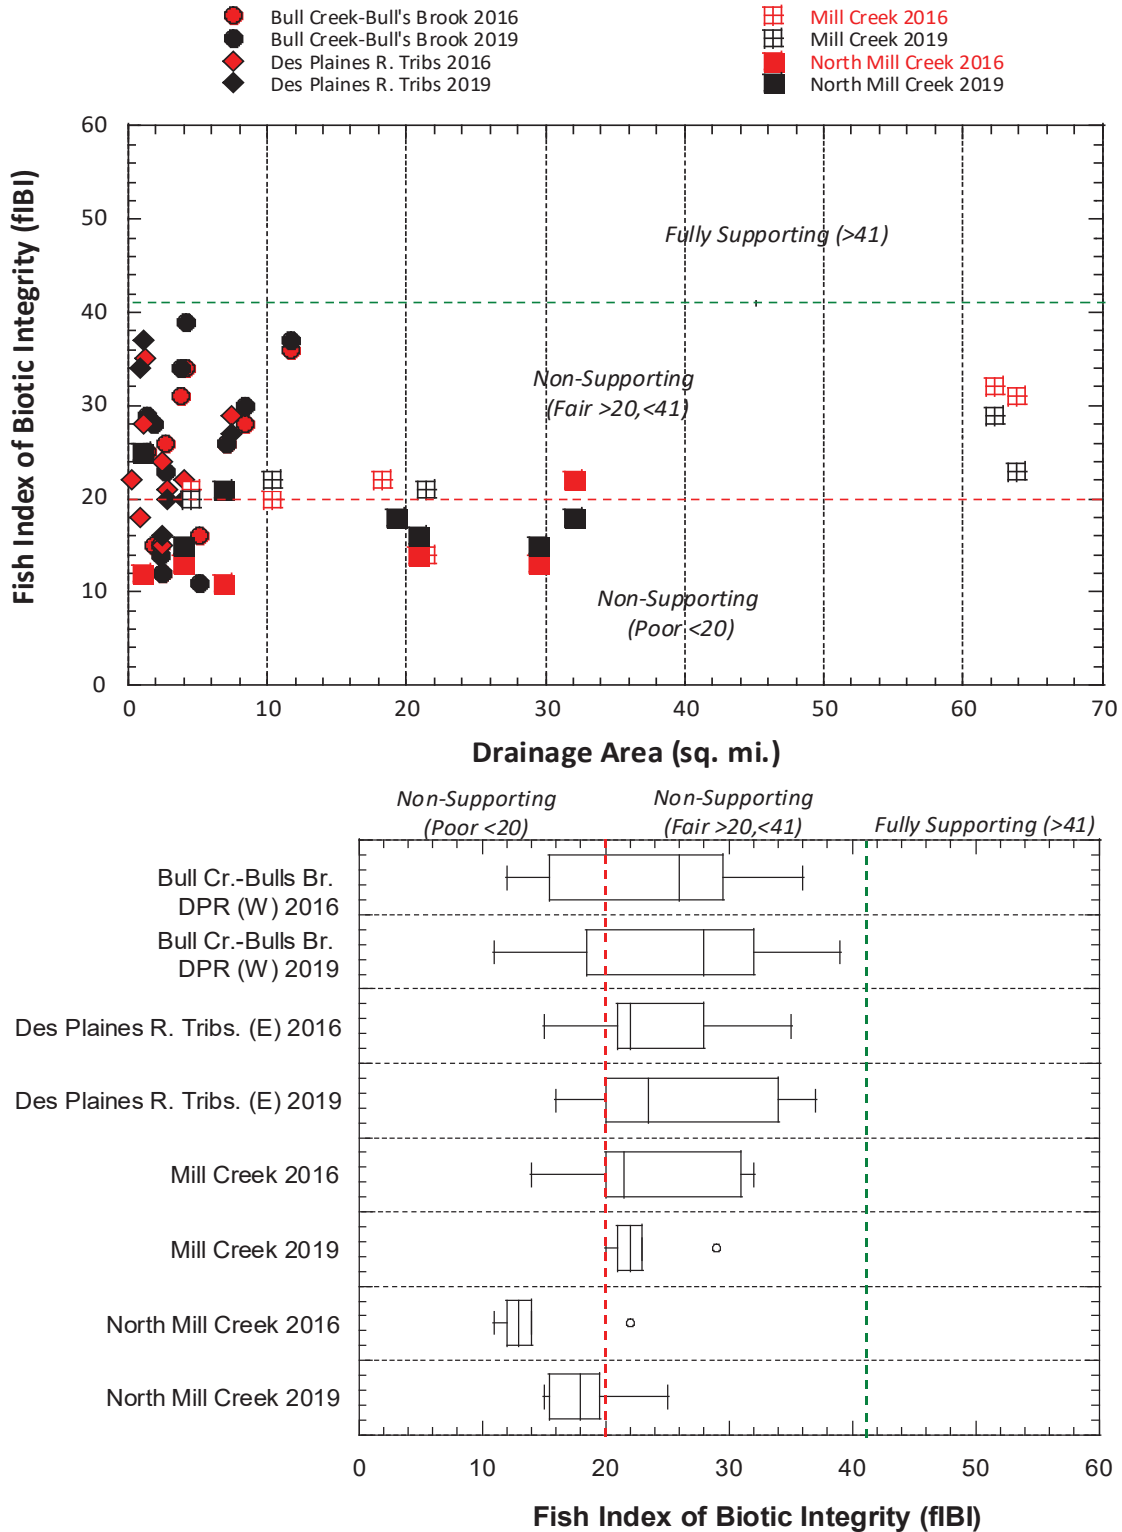 Bull Creek-Bull's Brook 2016
Bull Creek-Bull's Brook 2019
Des Plaines R. Tribs 2016
Des Plaines R. Tribs 2019
Mill Creek 2016
Mill Creek 2019
North Mill Creek 2016
North Mill Creek 2019
Fish Index of Biotic Integrity (fIBI)
60
50
40
30
20
10
0
Fully Supporting (>41)
Non-Supporting
(Fair >20,<41)
Non-Supporting
(Poor <20)
0 10 20 30 40 50 60 70
Drainage Area (sq. mi.)
Non-Supporting
(Poor <20)
Non-Supporting
(Fair >20,<41)
Fully Supporting (>41)
Bull Cr.-Bulls Br.
DPR (W) 2016
Bull Cr.-Bulls Br.
DPR (W) 2019
Des Plaines R. Tribs. (E) 2016
Des Plaines R. Tribs. (E) 2019
Mill Creek 2016
Mill Creek 2019
North Mill Creek 2016
North Mill Creek 2019
0 10 20 30 40 50 60
Fish Index of Biotic Integrity (fIBI)